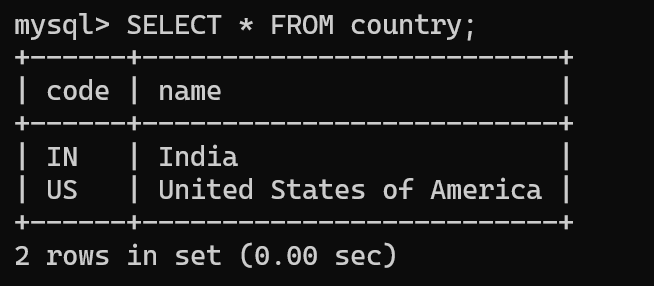 mysql> SELECT * FROM country;
+------+--------------------------+
| code | name                     |
+------+--------------------------+
| IN   | India                    |
| US   | United States of America |
+------+--------------------------+
2 rows in set (0.00 sec)